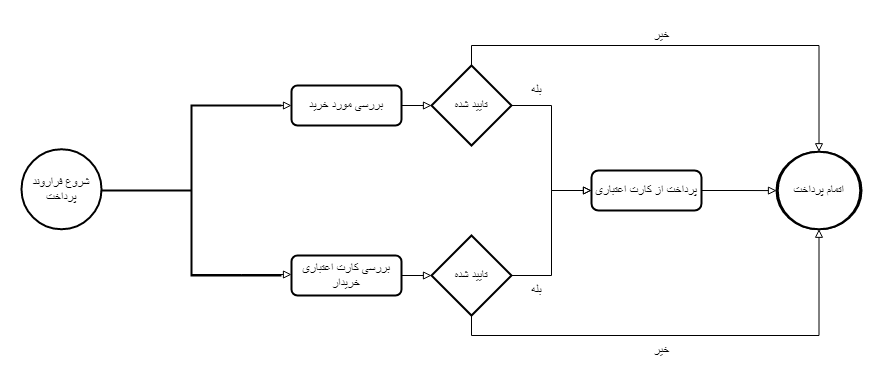 خیر
بله
بررسی مورد خرید
تایید شده
شروع فراروند
پرداخت
پرداخت از کارت اعتباری
اتمام پرداخت
بررسی کارت اعتباری
خریدار
تایید شده
بله
خیر